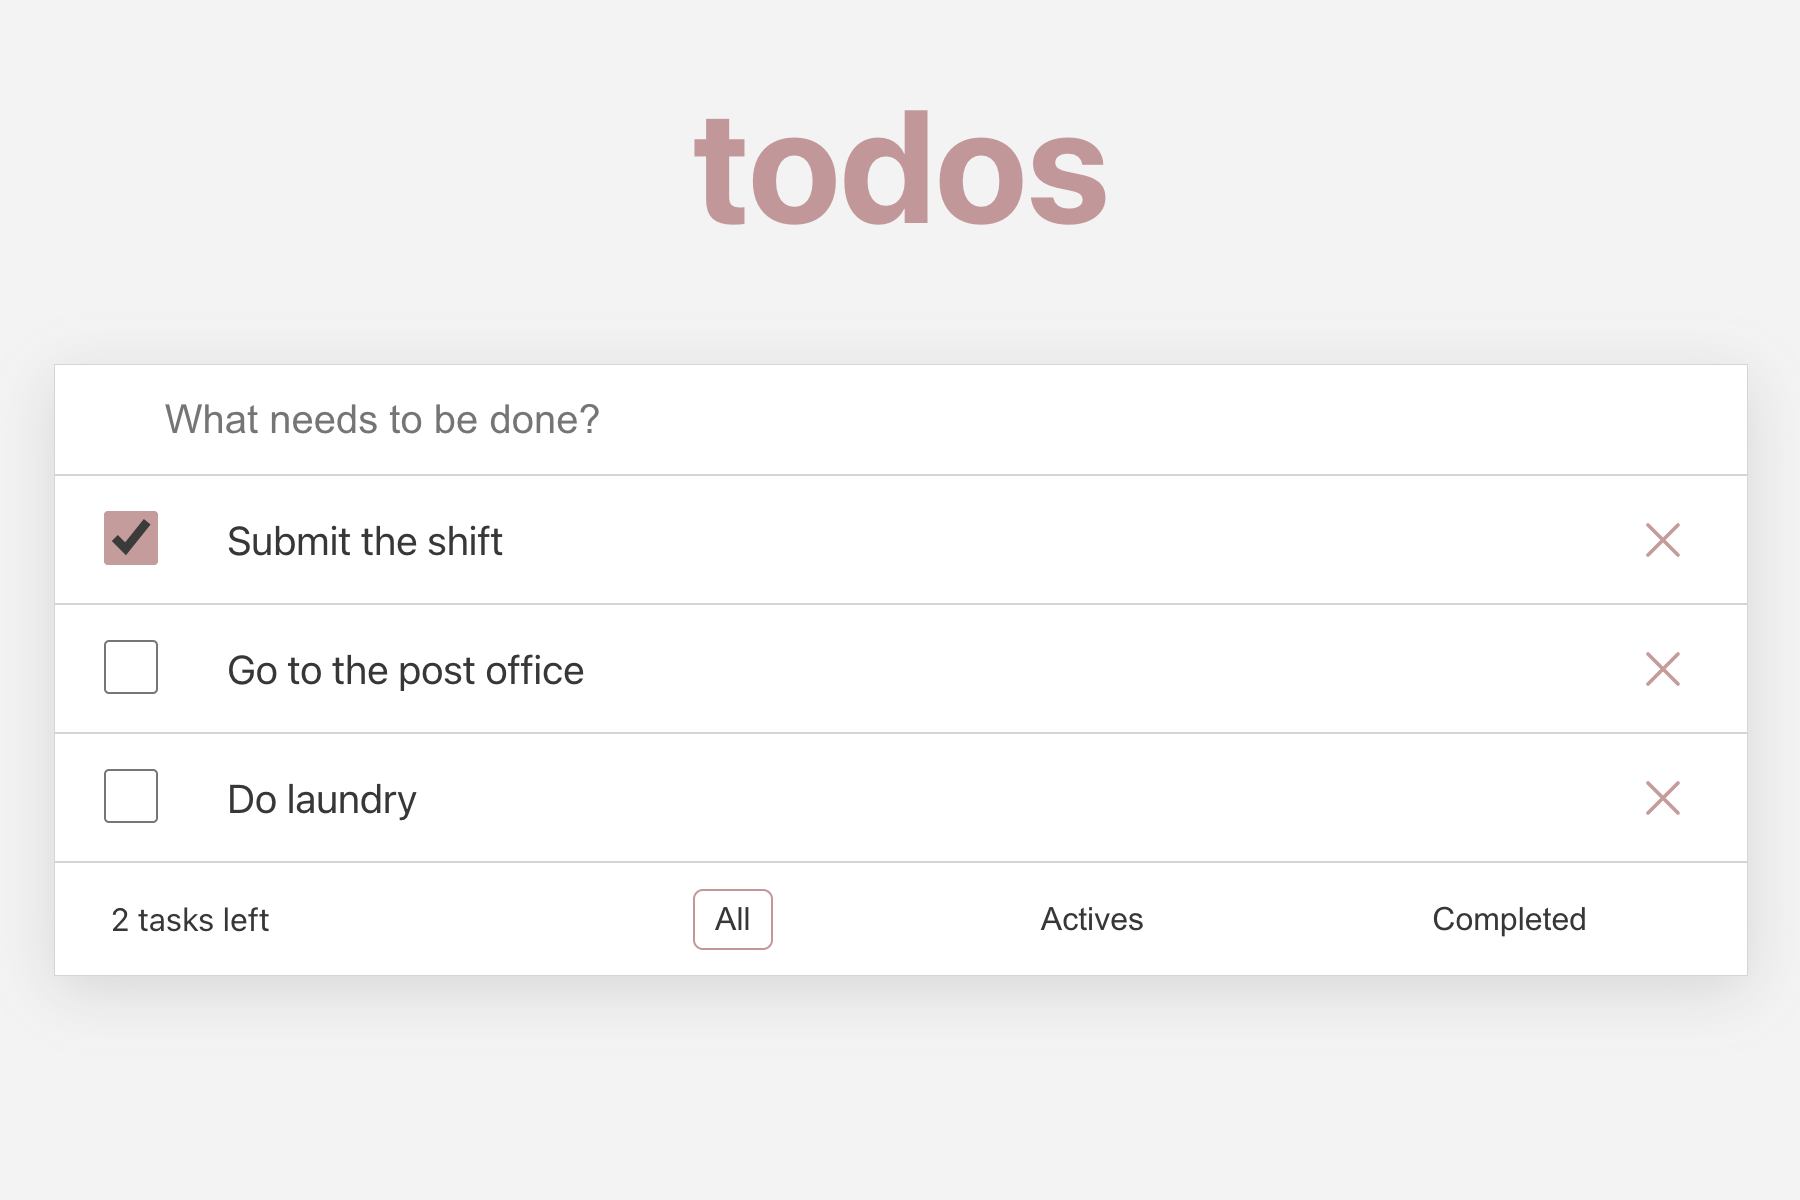 todos
What needs to be done?
Submit the shift
Go to the post office
Do laundry
2 tasks left All Actives Completed